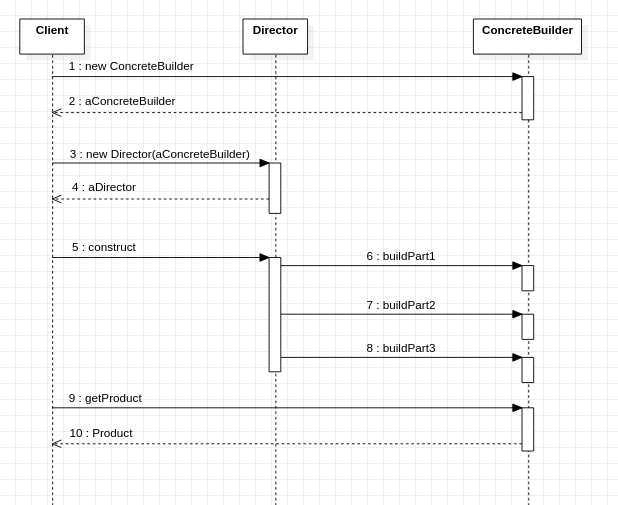 Client
Director
ConcreteBuilder
1 : new ConcreteBuilder
2 : aConcreteBuilder
3 : new Director(aConcreteBuilder)
4 : aDirector
5 : construct
6 : buildPart1
7 : buildPart2
8 : buildPart3
9 : getProduct
10 : Product